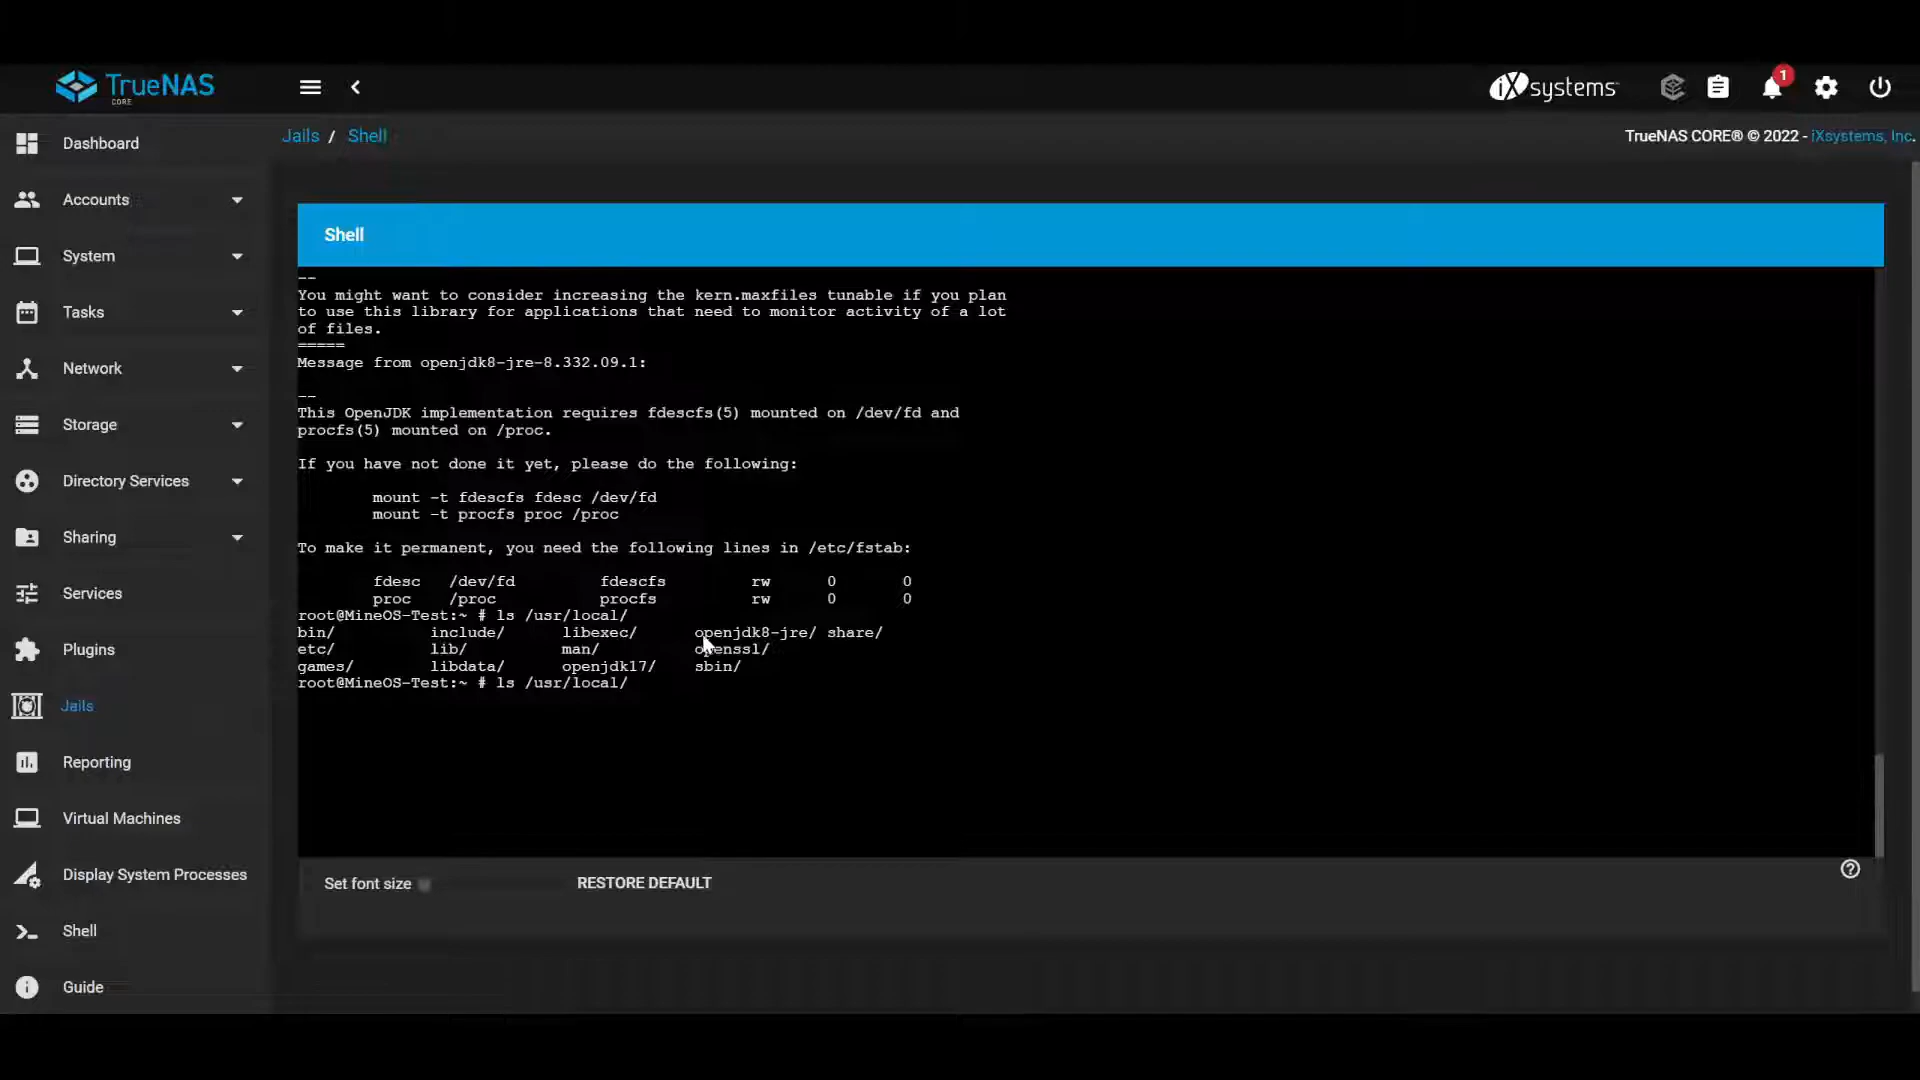 TrueNAS
CORE
iXsystems
1
Jails / Shell
TrueNAS CORE® © 2022 - iXsystems, Inc.
Dashboard
Accounts
System
Tasks
Network
Storage
Directory Services
Sharing
Services
Plugins
Jails
Reporting
Virtual Machines
Display System Processes
Shell
Guide
Shell
--
You might want to consider increasing the kern.maxfiles tunable if you plan
to use this library for applications that need to monitor activity of a lot
of files.
=====
Message from openjdk8-jre-8.332.09.1:
--
This OpenJDK implementation requires fdescfs(5) mounted on /dev/fd and
procfs(5) mounted on /proc.
If you have not done it yet, please do the following:
mount -t fdescfs fdesc /dev/fd
mount -t procfs proc /proc
To make it permanent, you need the following lines in /etc/fstab:
fdesc /dev/fd fdescfs rw 0 0
proc /proc procfs rw 0 0
root@MineOS-Test:~ # ls /usr/local/
bin/ include/ libexec/ openjdk8-jre/ share/
etc/ lib/ man/ openssl/
games/ libdata/ openjdk17/ sbin/
root@MineOS-Test:~ # ls /usr/local/
Set font size
RESTORE DEFAULT